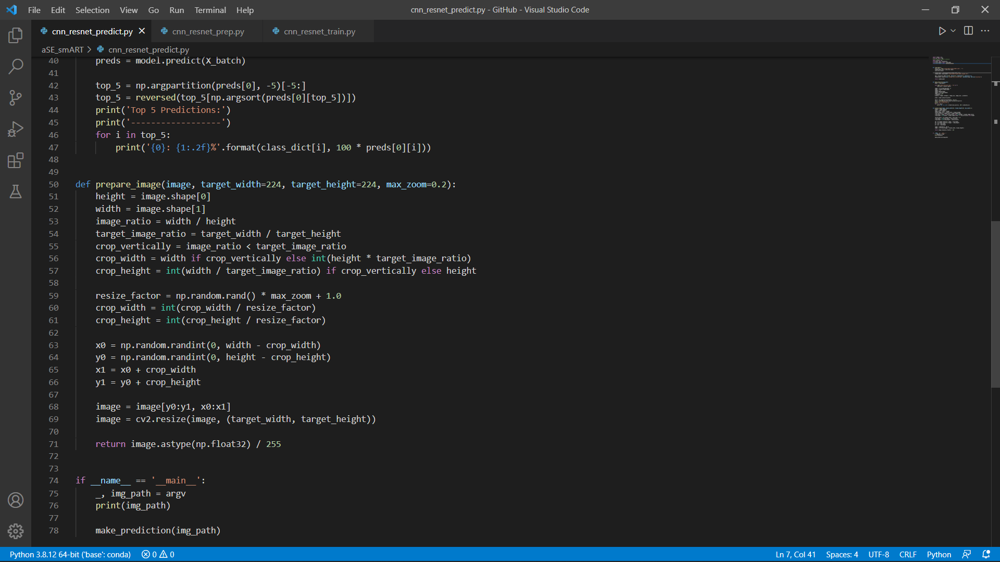 File Edit Selection View Go Run Terminal Help
cnn_resnet_predict.py - GitHub - Visual Studio Code
cnn_resnet_predict.py cnn_resnet_prep.py cnn_resnet_train.py
aSE_smART > cnn_resnet_predict.py
40 preds = model.predict(X_batch)
41
42 top_5 = np.argpartition(preds[0], -5)[-5:]
43 top_5 = reversed(top_5[np.argsort(preds[0][top_5])])
44 print('Top 5 Predictions:')
45 print('------------------')
46 for i in top_5:
47 print('{0}: {1:.2f}%'.format(class_dict[i], 100 * preds[0][i]))
48
49
50 def prepare_image(image, target_width=224, target_height=224, max_zoom=0.2):
51 height = image.shape[0]
52 width = image.shape[1]
53 image_ratio = width / height
54 target_image_ratio = target_width / target_height
55 crop_vertically = image_ratio < target_image_ratio
56 crop_width = width if crop_vertically else int(height * target_image_ratio)
57 crop_height = int(width / target_image_ratio) if crop_vertically else height
58
59 resize_factor = np.random.rand() * max_zoom + 1.0
60 crop_width = int(crop_width / resize_factor)
61 crop_height = int(crop_height / resize_factor)
62
63 x0 = np.random.randint(0, width - crop_width)
64 y0 = np.random.randint(0, height - crop_height)
65 x1 = x0 + crop_width
66 y1 = y0 + crop_height
67
68 image = image[y0:y1, x0:x1]
69 image = cv2.resize(image, (target_width, target_height))
70
71 return image.astype(np.float32) / 255
72
73
74 if __name__ == '__main__':
75 _, img_path = argv
76 print(img_path)
77
78 make_prediction(img_path)
Python 3.8.12 64-bit ('base': conda) 0 0 Ln 7, Col 41 Spaces: 4 UTF-8 CRLF Python